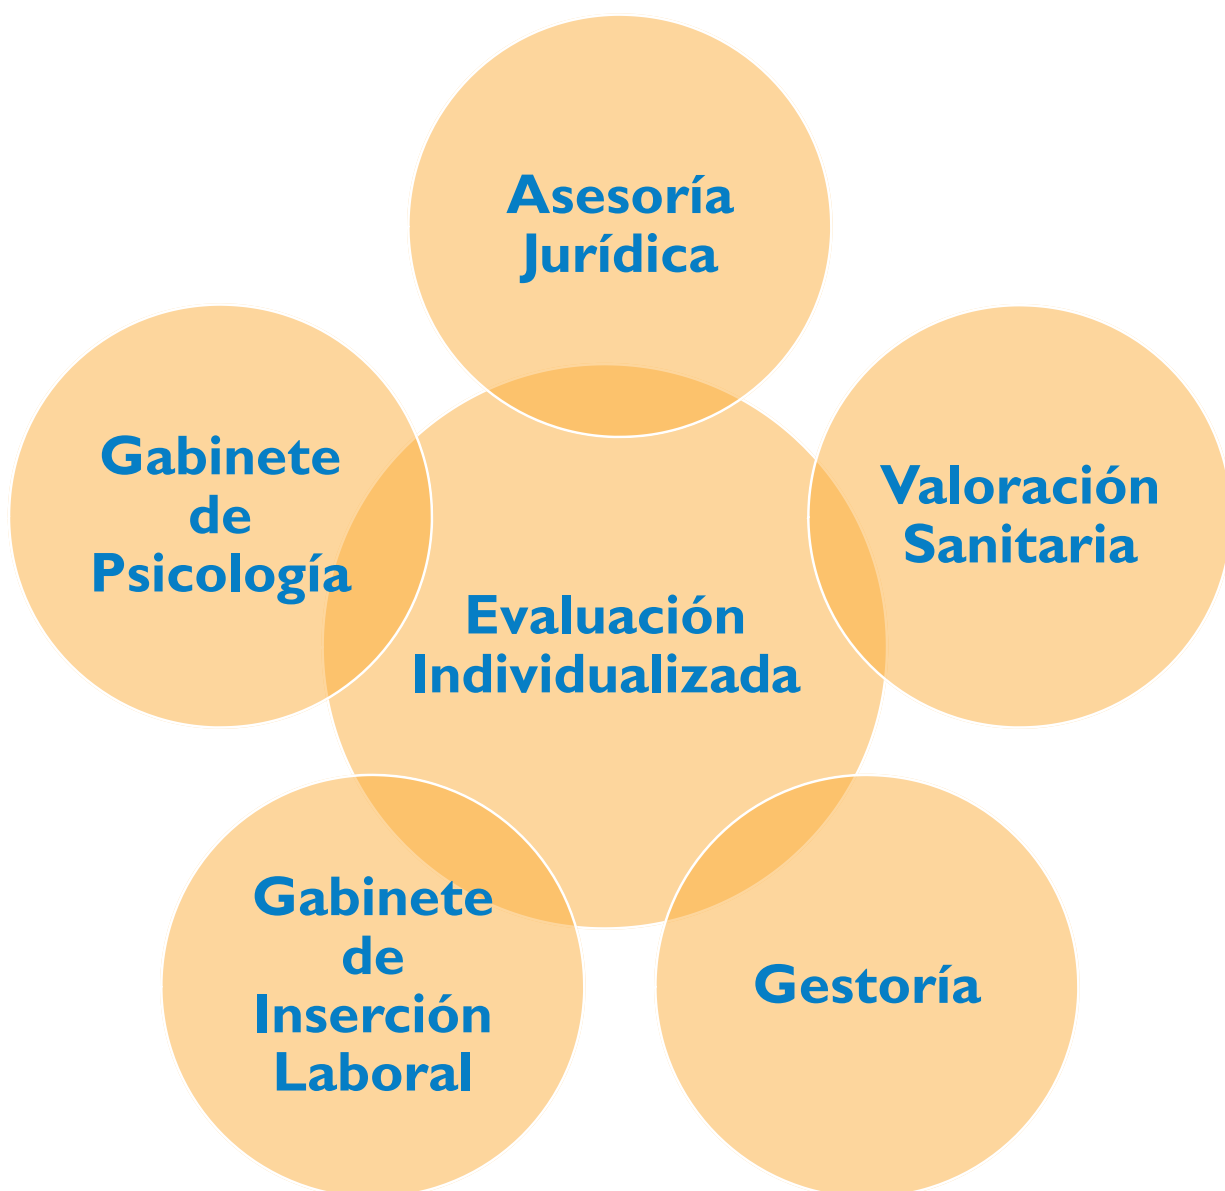 Asesoría
Jurídica
Gabinete
de
Psicología
Valoración
Sanitaria
Evaluación
Individualizada
Gabinete
de
Inserción
Laboral
Gestoría